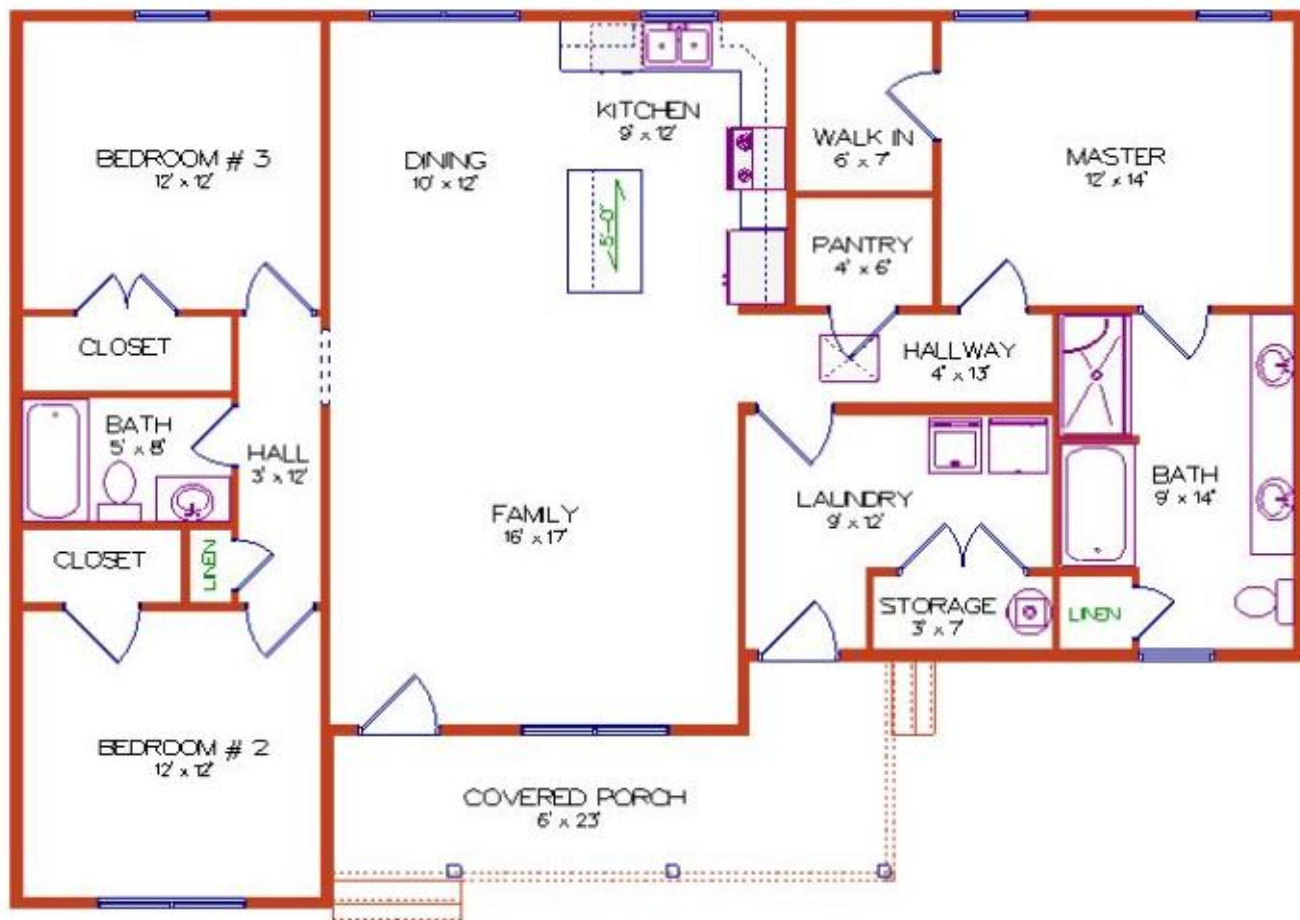 BEDROOM # 3
12' x 12'
DINING
10' x 12'
KITCHEN
9' x 12'
5'-0"
WALK IN
6' x 7'
MASTER
12' x 14'
PANTRY
4' x 6'
CLOSET
HALLWAY
4' x 13'
BATH
5' x 8'
HALL
3' x 12'
FAMILY
16' x 17'
LAUNDRY
9' x 12'
BATH
9' x 14'
CLOSET
LINEN
STORAGE
3' x 7'
LINEN
BEDROOM # 2
12' x 12'
COVERED PORCH
6' x 23'